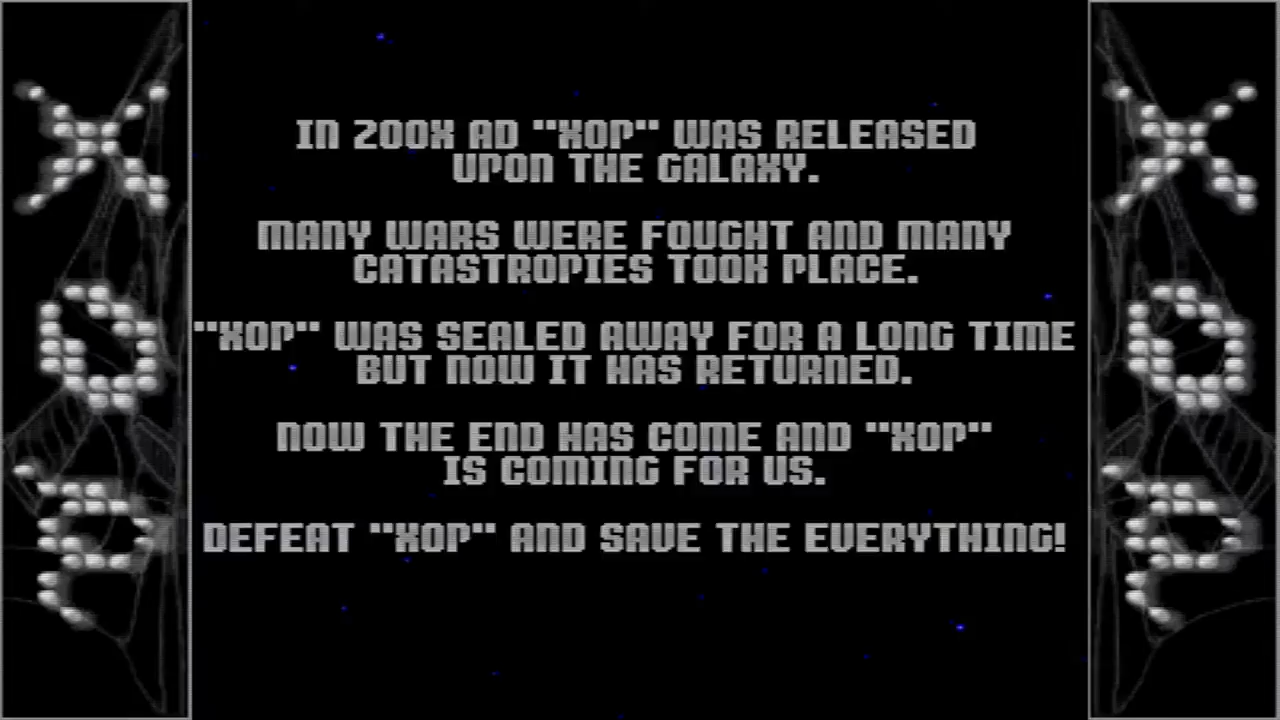 IN 200X AD "XOP" WAS RELEASED
UPON THE GALAXY.
MANY WARS WERE FOUGHT AND MANY
CATASTROPIES TOOK PLACE.
"XOP" WAS SEALED AWAY FOR A LONG TIME
BUT NOW IT HAS RETURNED.
NOW THE END HAS COME AND "XOP"
IS COMING FOR US.
DEFEAT "XOP" AND SAVE THE EVERYTHING!
X
O
P
X
O
P